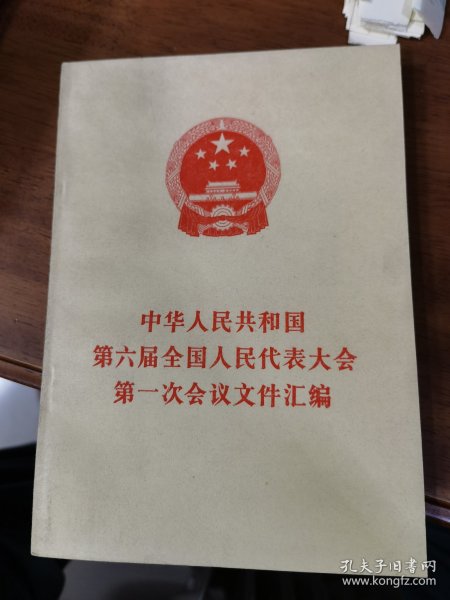 中华人民共和国
第六届全国人民代表大会
第一次会议文件汇编
孔夫子旧书网
www.kongfz.com